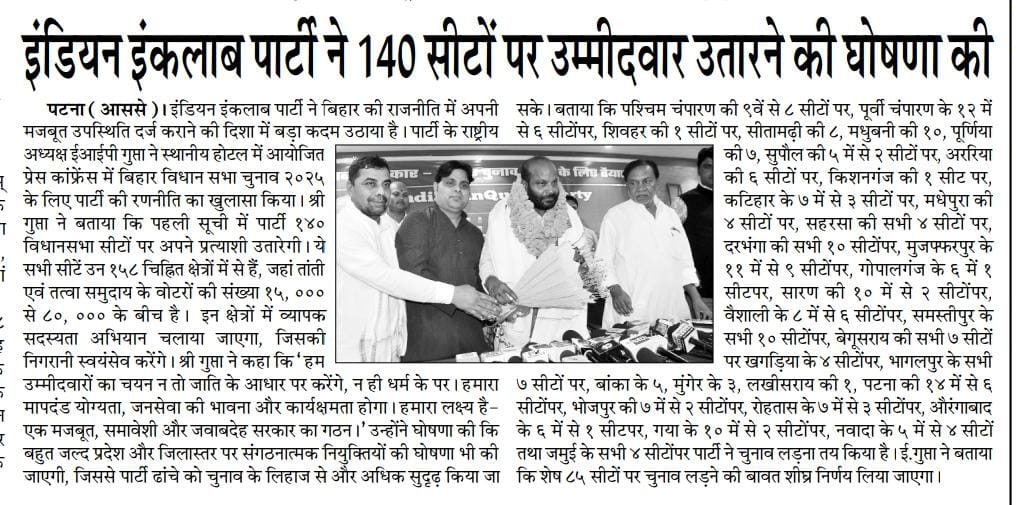 इंडियन इंकलाब पार्टी ने 140 सीटों पर उम्मीदवार उतारने की घोषणा की
पटना ( आससे )। इंडियन इंकलाब पार्टी ने बिहार की राजनीति में अपनी
मजबूत उपस्थिति दर्ज कराने की दिशा में बड़ा कदम उठाया है। पार्टी के राष्ट्रीय
अध्यक्ष ईआईपी गुप्ता ने स्थानीय होटल में आयोजित
प्रेस कांफ्रेंस में बिहार विधान सभा चुनाव २०२५
के लिए पार्टी की रणनीति का खुलासा किया। श्री
गुप्ता ने बताया कि पहली सूची में पार्टी १४०
विधानसभा सीटों पर अपने प्रत्याशी उतारेगी। ये
सभी सीटें उन १५८ चिह्नित क्षेत्रों में से हैं, जहां तांती
एवं तत्वा समुदाय के वोटरों की संख्या १५, ०००
से ८०, ००० के बीच है। इन क्षेत्रों में व्यापक
सदस्यता अभियान चलाया जाएगा, जिसकी
निगरानी स्वयंसेव करेंगे। श्री गुप्ता ने कहा कि ‘हम
उम्मीदवारों का चयन न तो जाति के आधार पर करेंगे, न ही धर्म के पर। हमारा
मापदंड योग्यता, जनसेवा की भावना और कार्यक्षमता होगा। हमारा लक्ष्य है–
एक मजबूत, समावेशी और जवाबदेह सरकार का गठन।’ उन्होंने घोषणा की कि
बहुत जल्द प्रदेश और जिलास्तर पर संगठनात्मक नियुक्तियों की घोषणा भी की
जाएगी, जिससे पार्टी ढांचे को चुनाव के लिहाज से और अधिक सुदृढ़ किया जा
सके। बताया कि पश्चिम चंपारण की ९वें से ८ सीटों पर, पूर्वी चंपारण के १२ में
से ६ सीटोंपर, शिवहर की १ सीटों पर, सीतामढ़ी की ८, मधुबनी की १०, पूर्णिया
की ७, सुपौल की ५ में से २ सीटों पर, अररिया
की ६ सीटों पर, किशनगंज की १ सीट पर,
कटिहार के ७ में से ३ सीटों पर, मधेपुरा की
४ सीटों पर, सहरसा की सभी ४ सीटों पर,
दरभंगा की सभी १० सीटोंपर, मुजफ्फरपुर के
११ में से ९ सीटोंपर, गोपालगंज के ६ में १
सीटपर, सारण की १० में से २ सीटोंपर,
वैशाली के ८ में से ६ सीटोंपर, समस्तीपुर के
सभी १० सीटोंपर, बेगूसराय की सभी ७ सीटों
पर खगड़िया के ४ सीटोंपर, भागलपुर के सभी
७ सीटों पर, बांका के ५, मुंगेर के ३, लखीसराय की १, पटना की १४ में से ६
सीटोंपर, भोजपुर की ७ में से २ सीटोंपर, रोहतास के ७ में से ३ सीटोंपर, औरंगाबाद
के ६ में से १ सीटपर, गया के १० में से २ सीटोंपर, नवादा के ५ में से ४ सीटों
तथा जमुई के सभी ४ सीटोंपर पार्टी ने चुनाव लड़ना तय किया है। ई.गुप्ता ने बताया
कि शेष ८५ सीटों पर चुनाव लड़ने की बावत शीघ्र निर्णय लिया जाएगा।